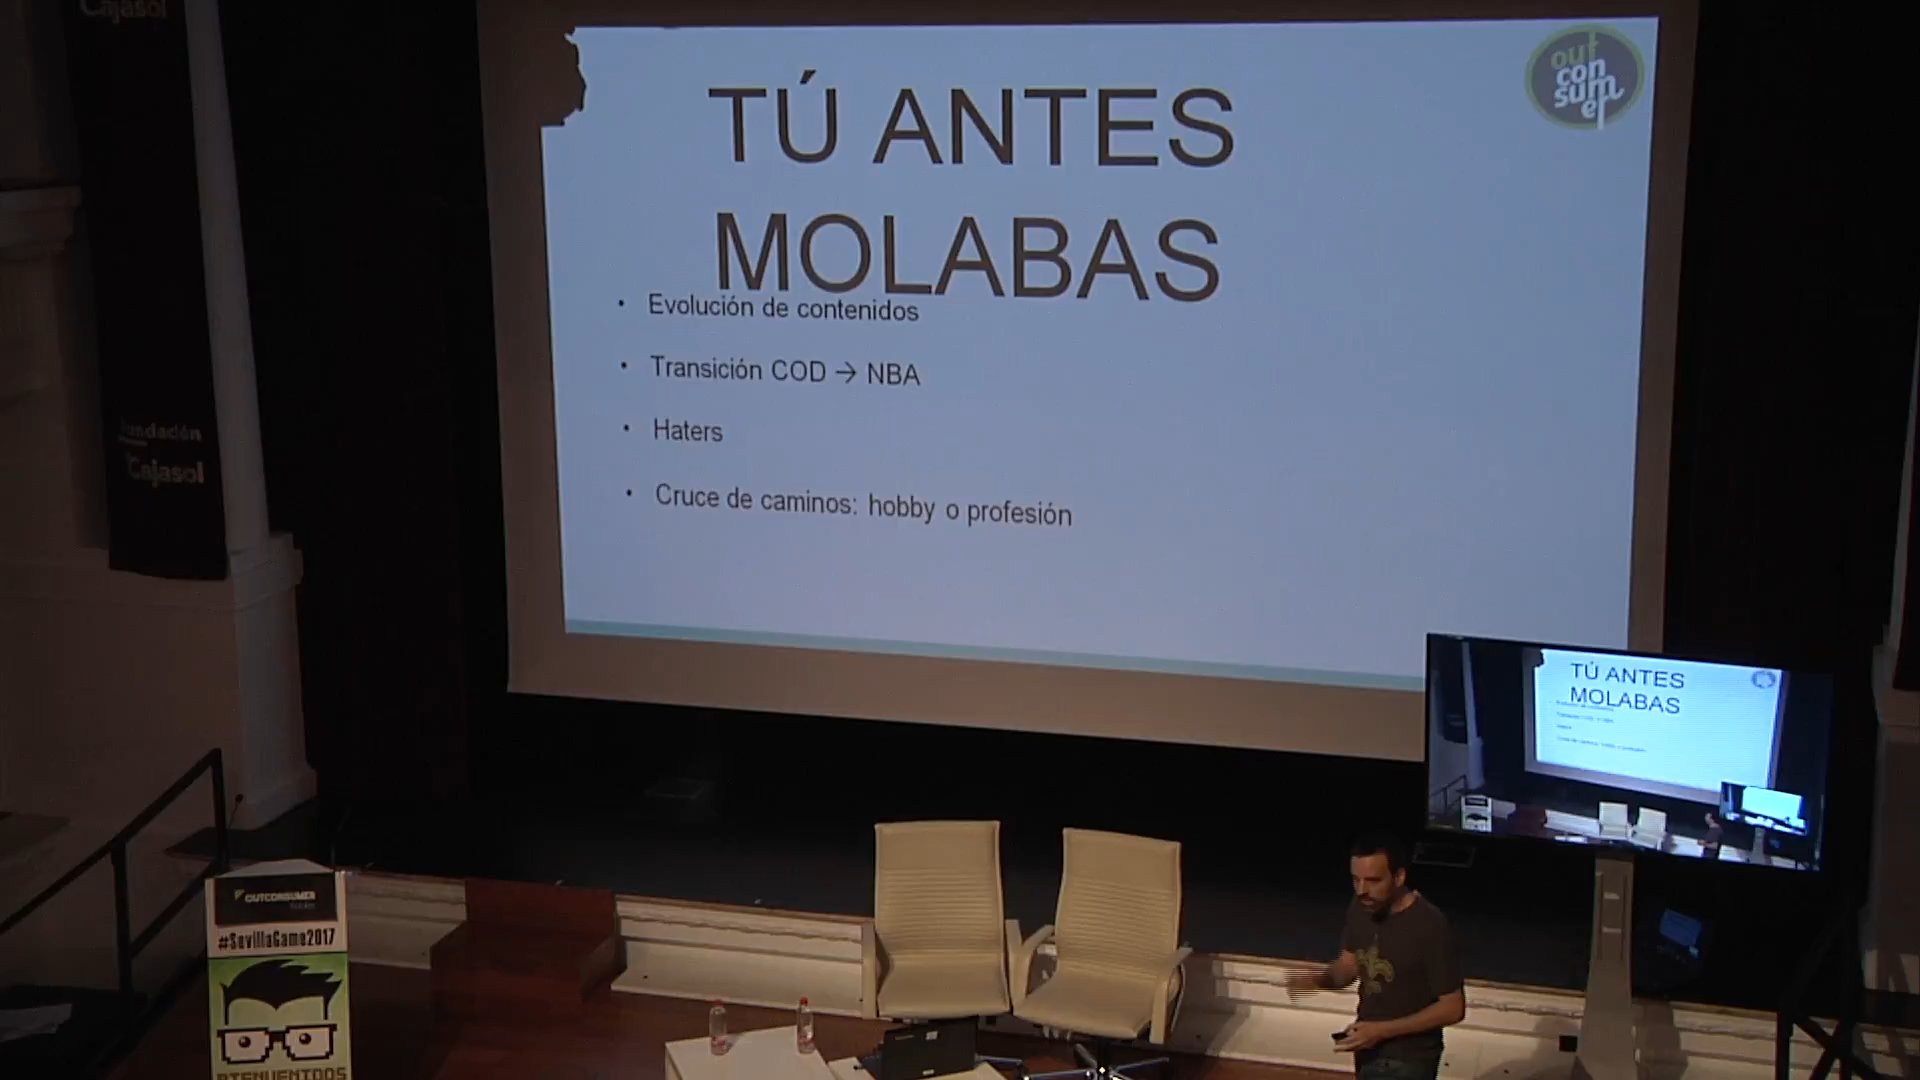 Cajasol
TÚ ANTES
MOLABAS
• Evolución de contenidos
• Transición COD → NBA
• Haters
• Cruce de caminos: hobby o profesión
out
con
sum
er
Fundación
Cajasol
TÚ ANTES
MOLABAS
OUTCONSUMER
#SevillaGame2017
BIENVENIDOS